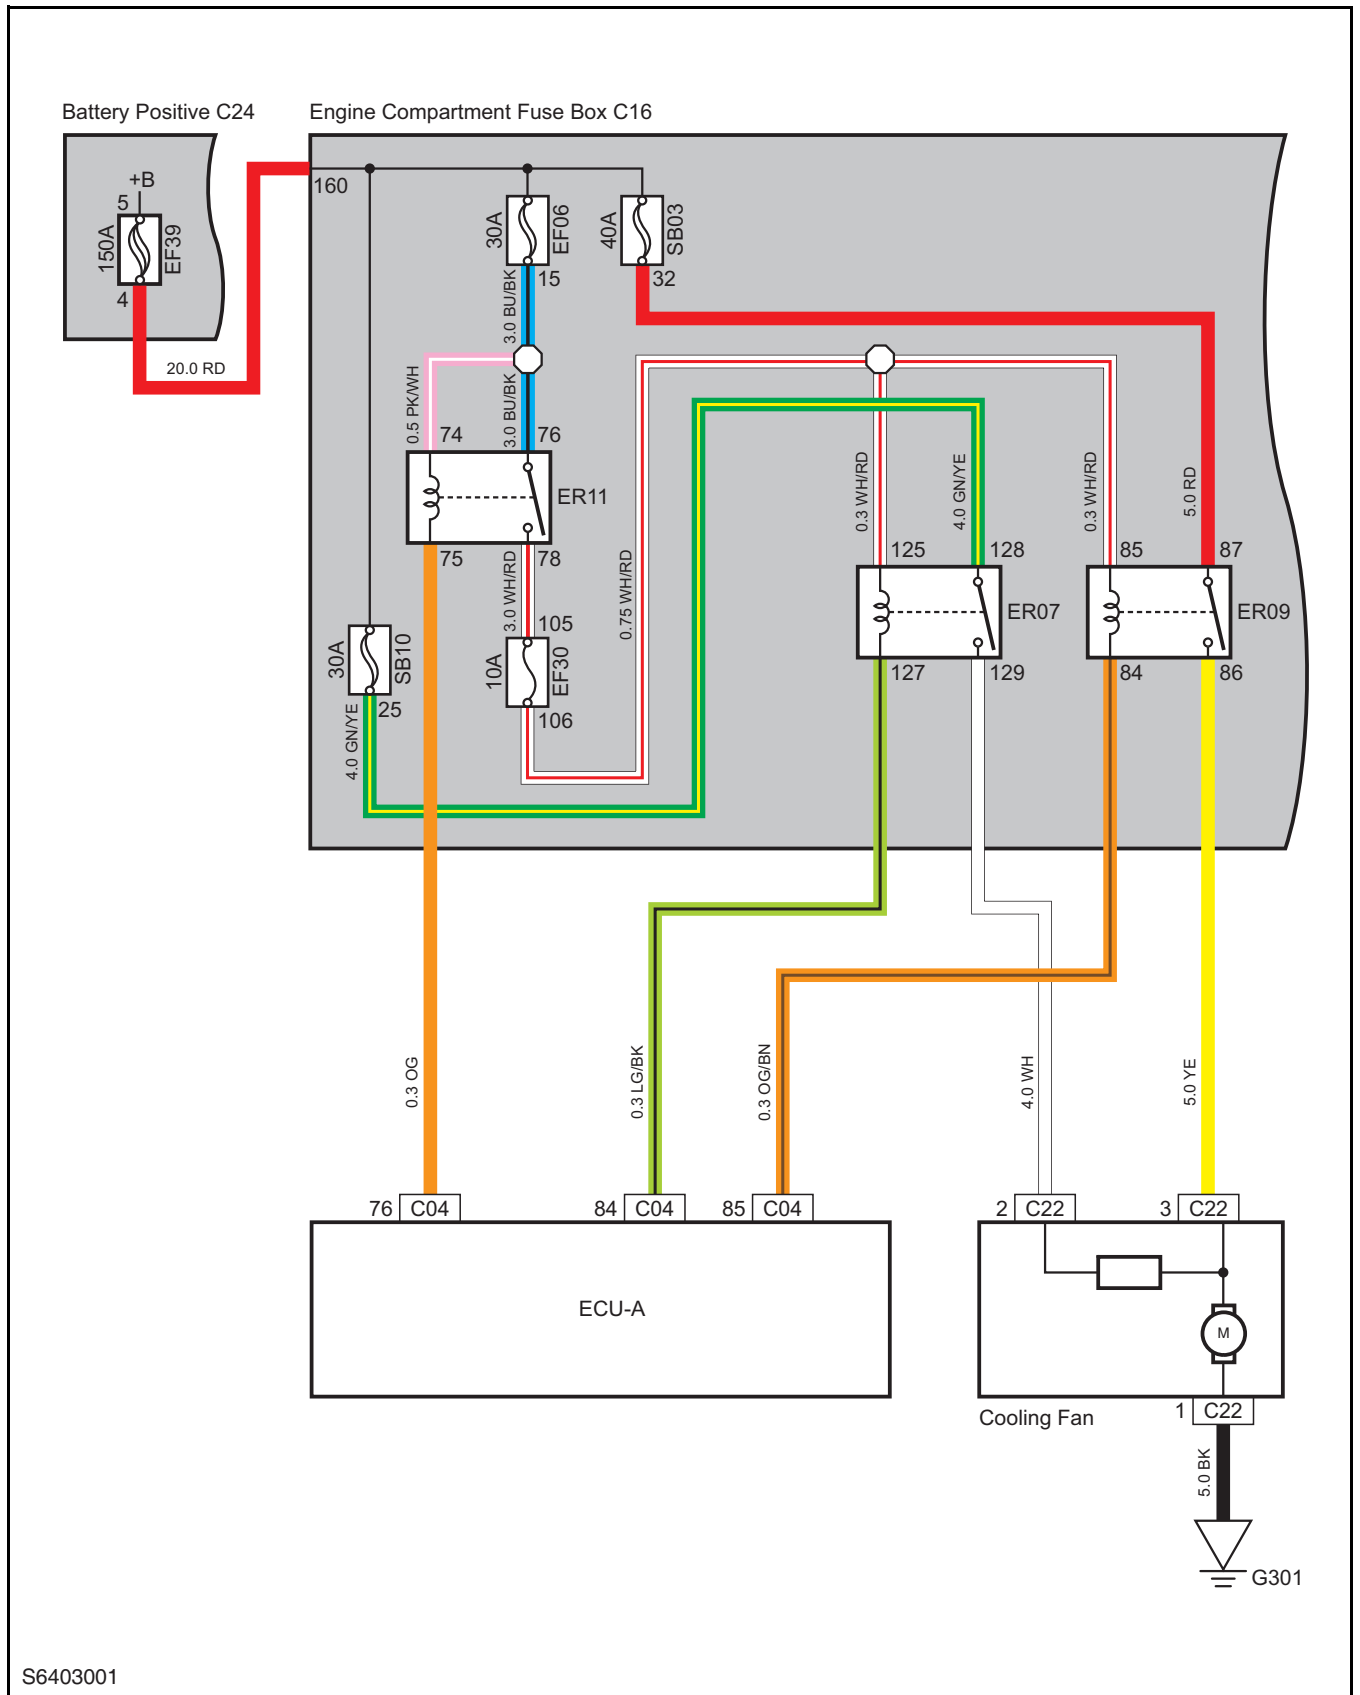 Battery Positive C24
Engine Compartment Fuse Box C16
+B
5
150A
EF39
4
20.0 RD
160
30A
EF06
15
40A
SB03
32
3.0 BU/BK
0.5 PK/WH
3.0 BU/BK
74
76
ER11
75
78
3.0 WH/RD
0.75 WH/RD
0.3 WH/RD
4.0 GN/YE
0.3 WH/RD
5.0 RD
125
128
ER07
127
129
85
87
ER09
84
86
105
10A
EF30
106
30A
SB10
25
4.0 GN/YE
0.3 OG
0.3 LG/BK
0.3 OG/BN
4.0 WH
5.0 YE
76 C04
84 C04
85 C04
2 C22
3 C22
ECU-A
M
Cooling Fan
1 C22
5.0 BK
G301
S6403001